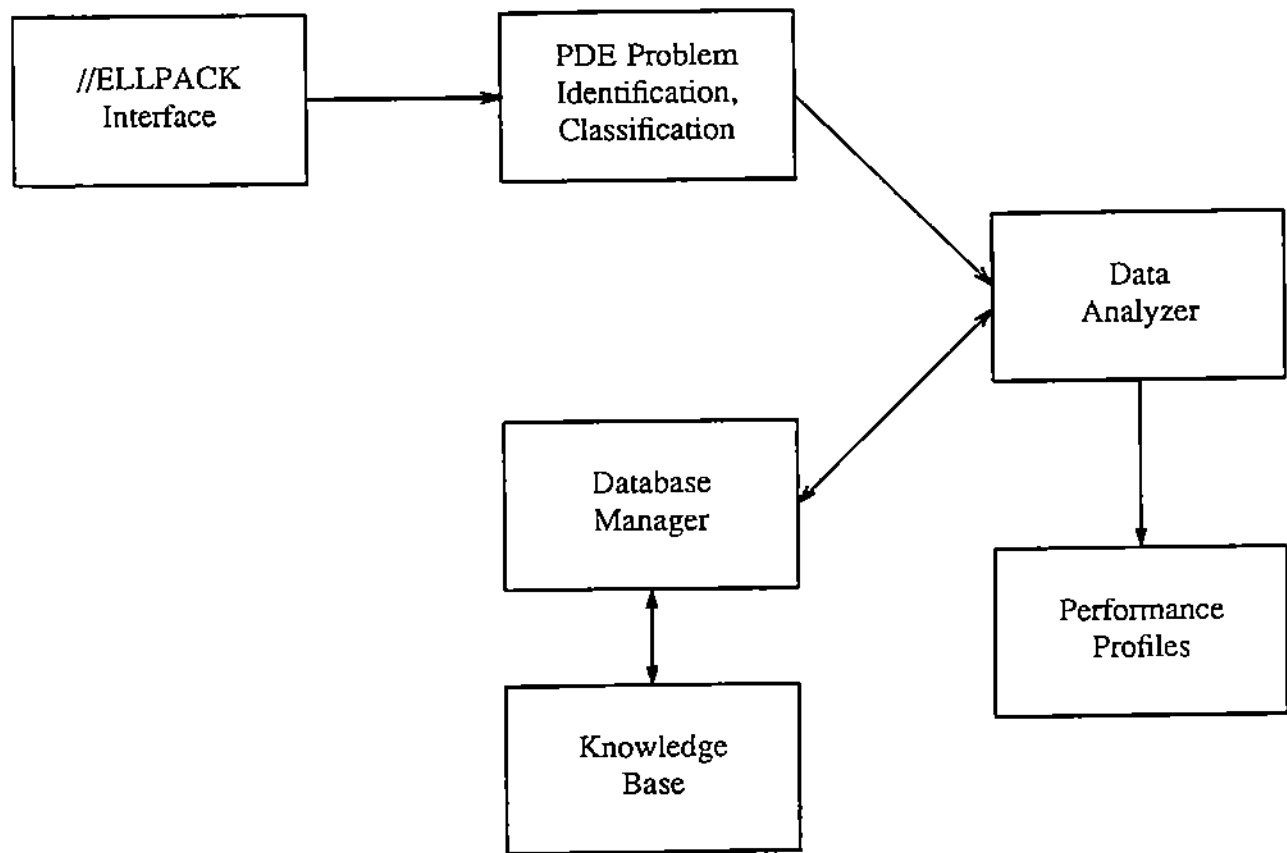 //ELLPACK
Interface
PDE Problem
Identification,
Classification
Data
Analyzer
Database
Manager
Performance
Profiles
Knowledge
Base